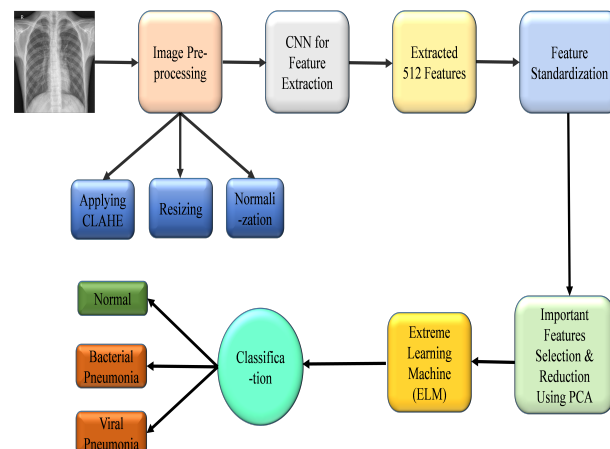 Image Pre-
processing
CNN for
Feature
Extraction
Extracted
512 Features
Feature
Standardization
Applying
CLAHE
Resizing
Normali
-zation
Important
Features
Selection &
Reduction
Using PCA
Extreme
Learning
Machine
(ELM)
Classifica
-tion
Normal
Bacterial
Pneumonia
Viral
Pneumonia